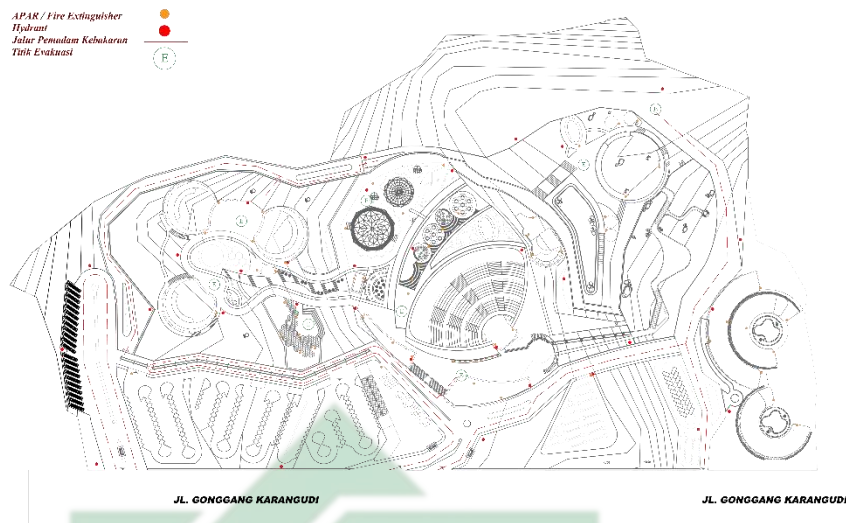 APAR / Fire Extinguisher
Hydrant
Jalur Pemadam Kebakaran
Titik Evakuasi
E
JL. GONGGANG KARANGUDI
JL. GONGGANG KARANGUDI